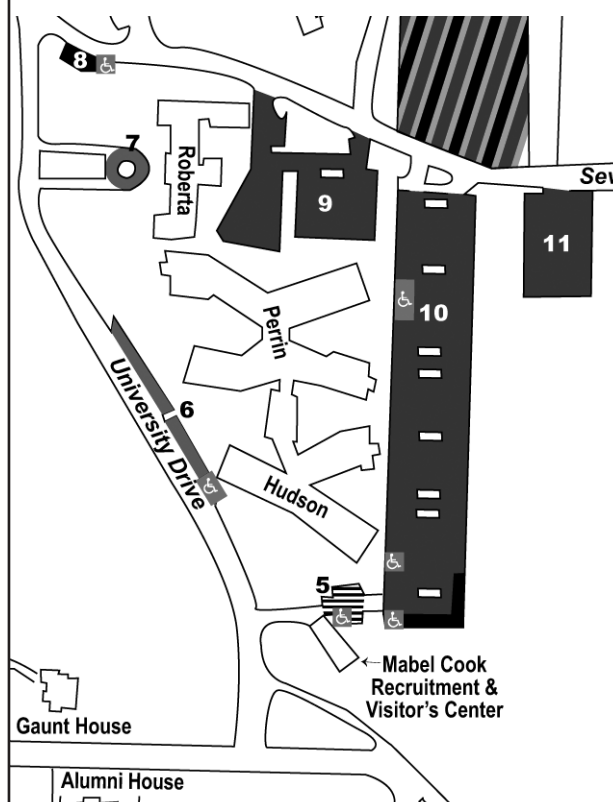 8
7
Roberta
9
Sev
11
10
Perrin
University Drive
6
Hudson
5
Mabel Cook
Recruitment &
Visitor's Center
Gaunt House
Alumni House